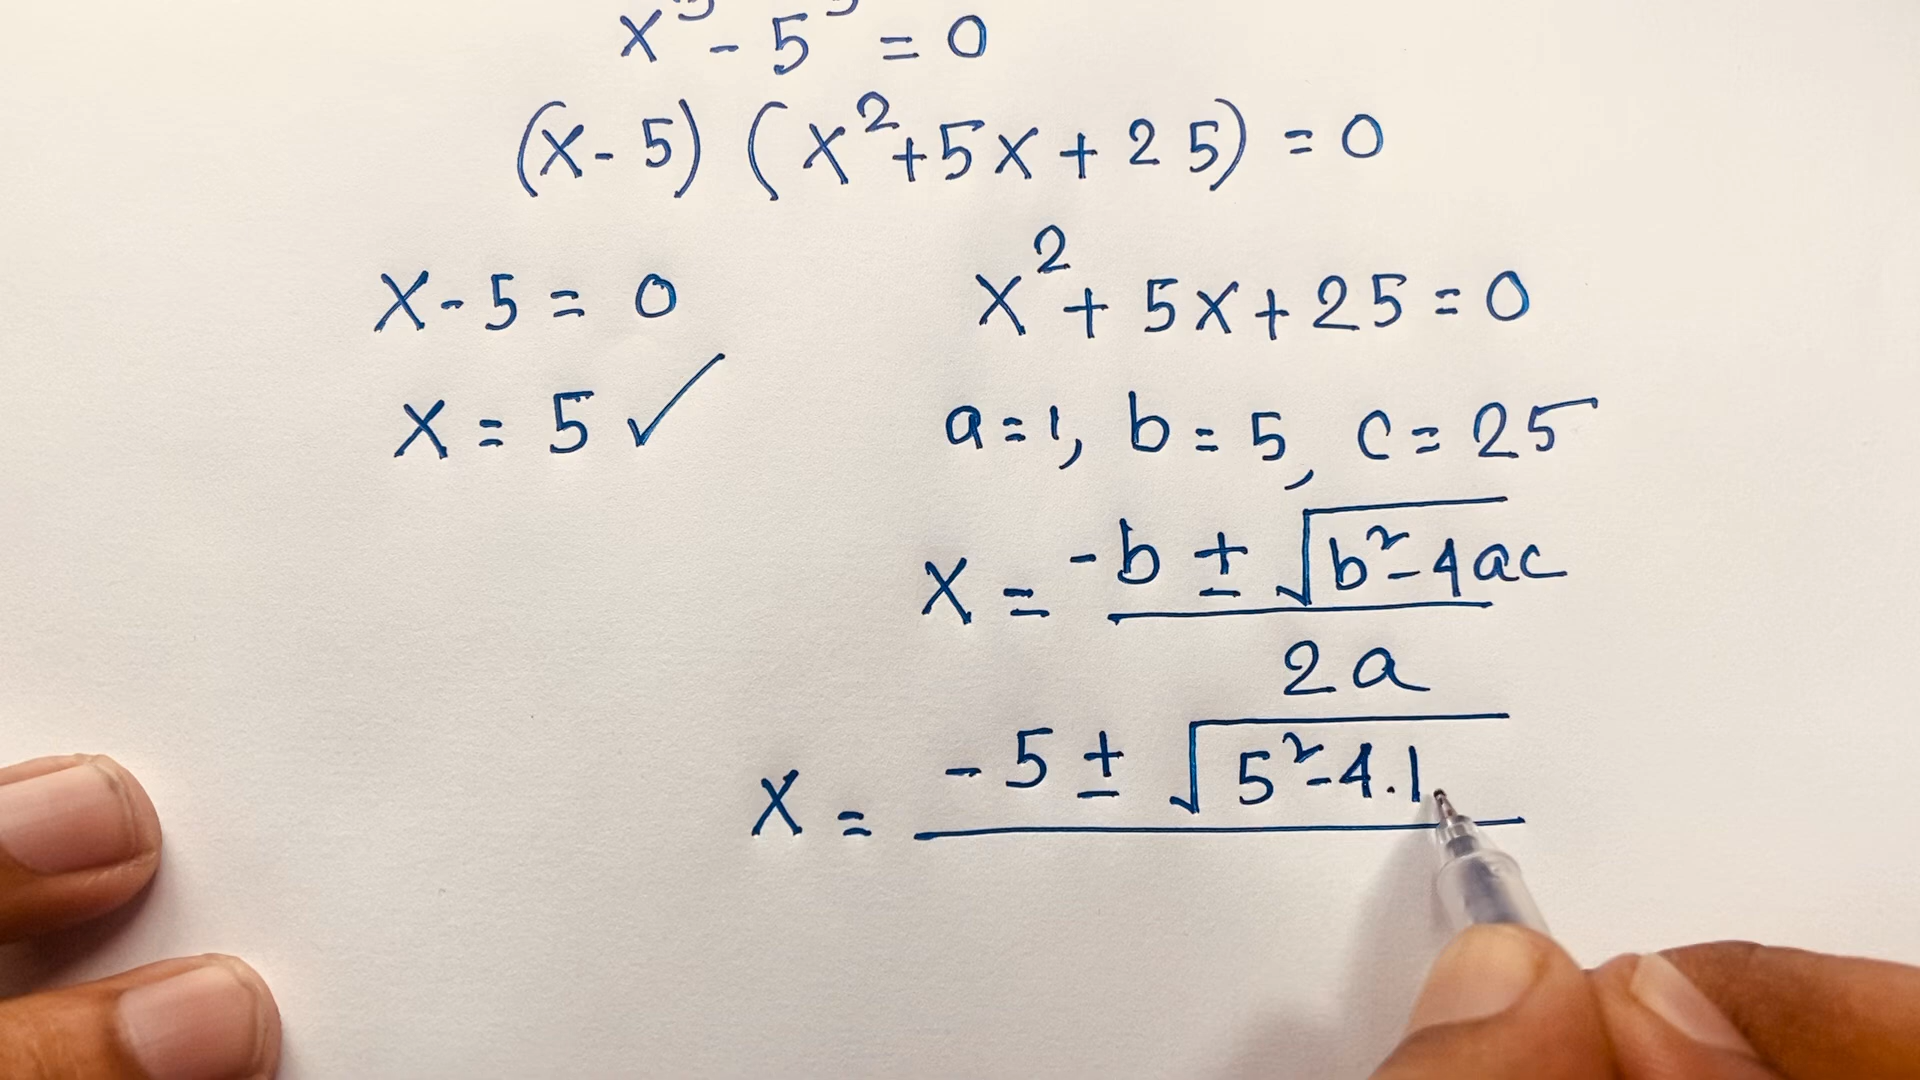 x³ - 5³ = 0
(x - 5) (x² + 5x + 25) = 0
x - 5 = 0
x = 5 ✓
x² + 5x + 25 = 0
a = 1, b = 5, c = 25
x = -b ± √b² - 4ac
2a
x = -5 ± √5² - 4.1.